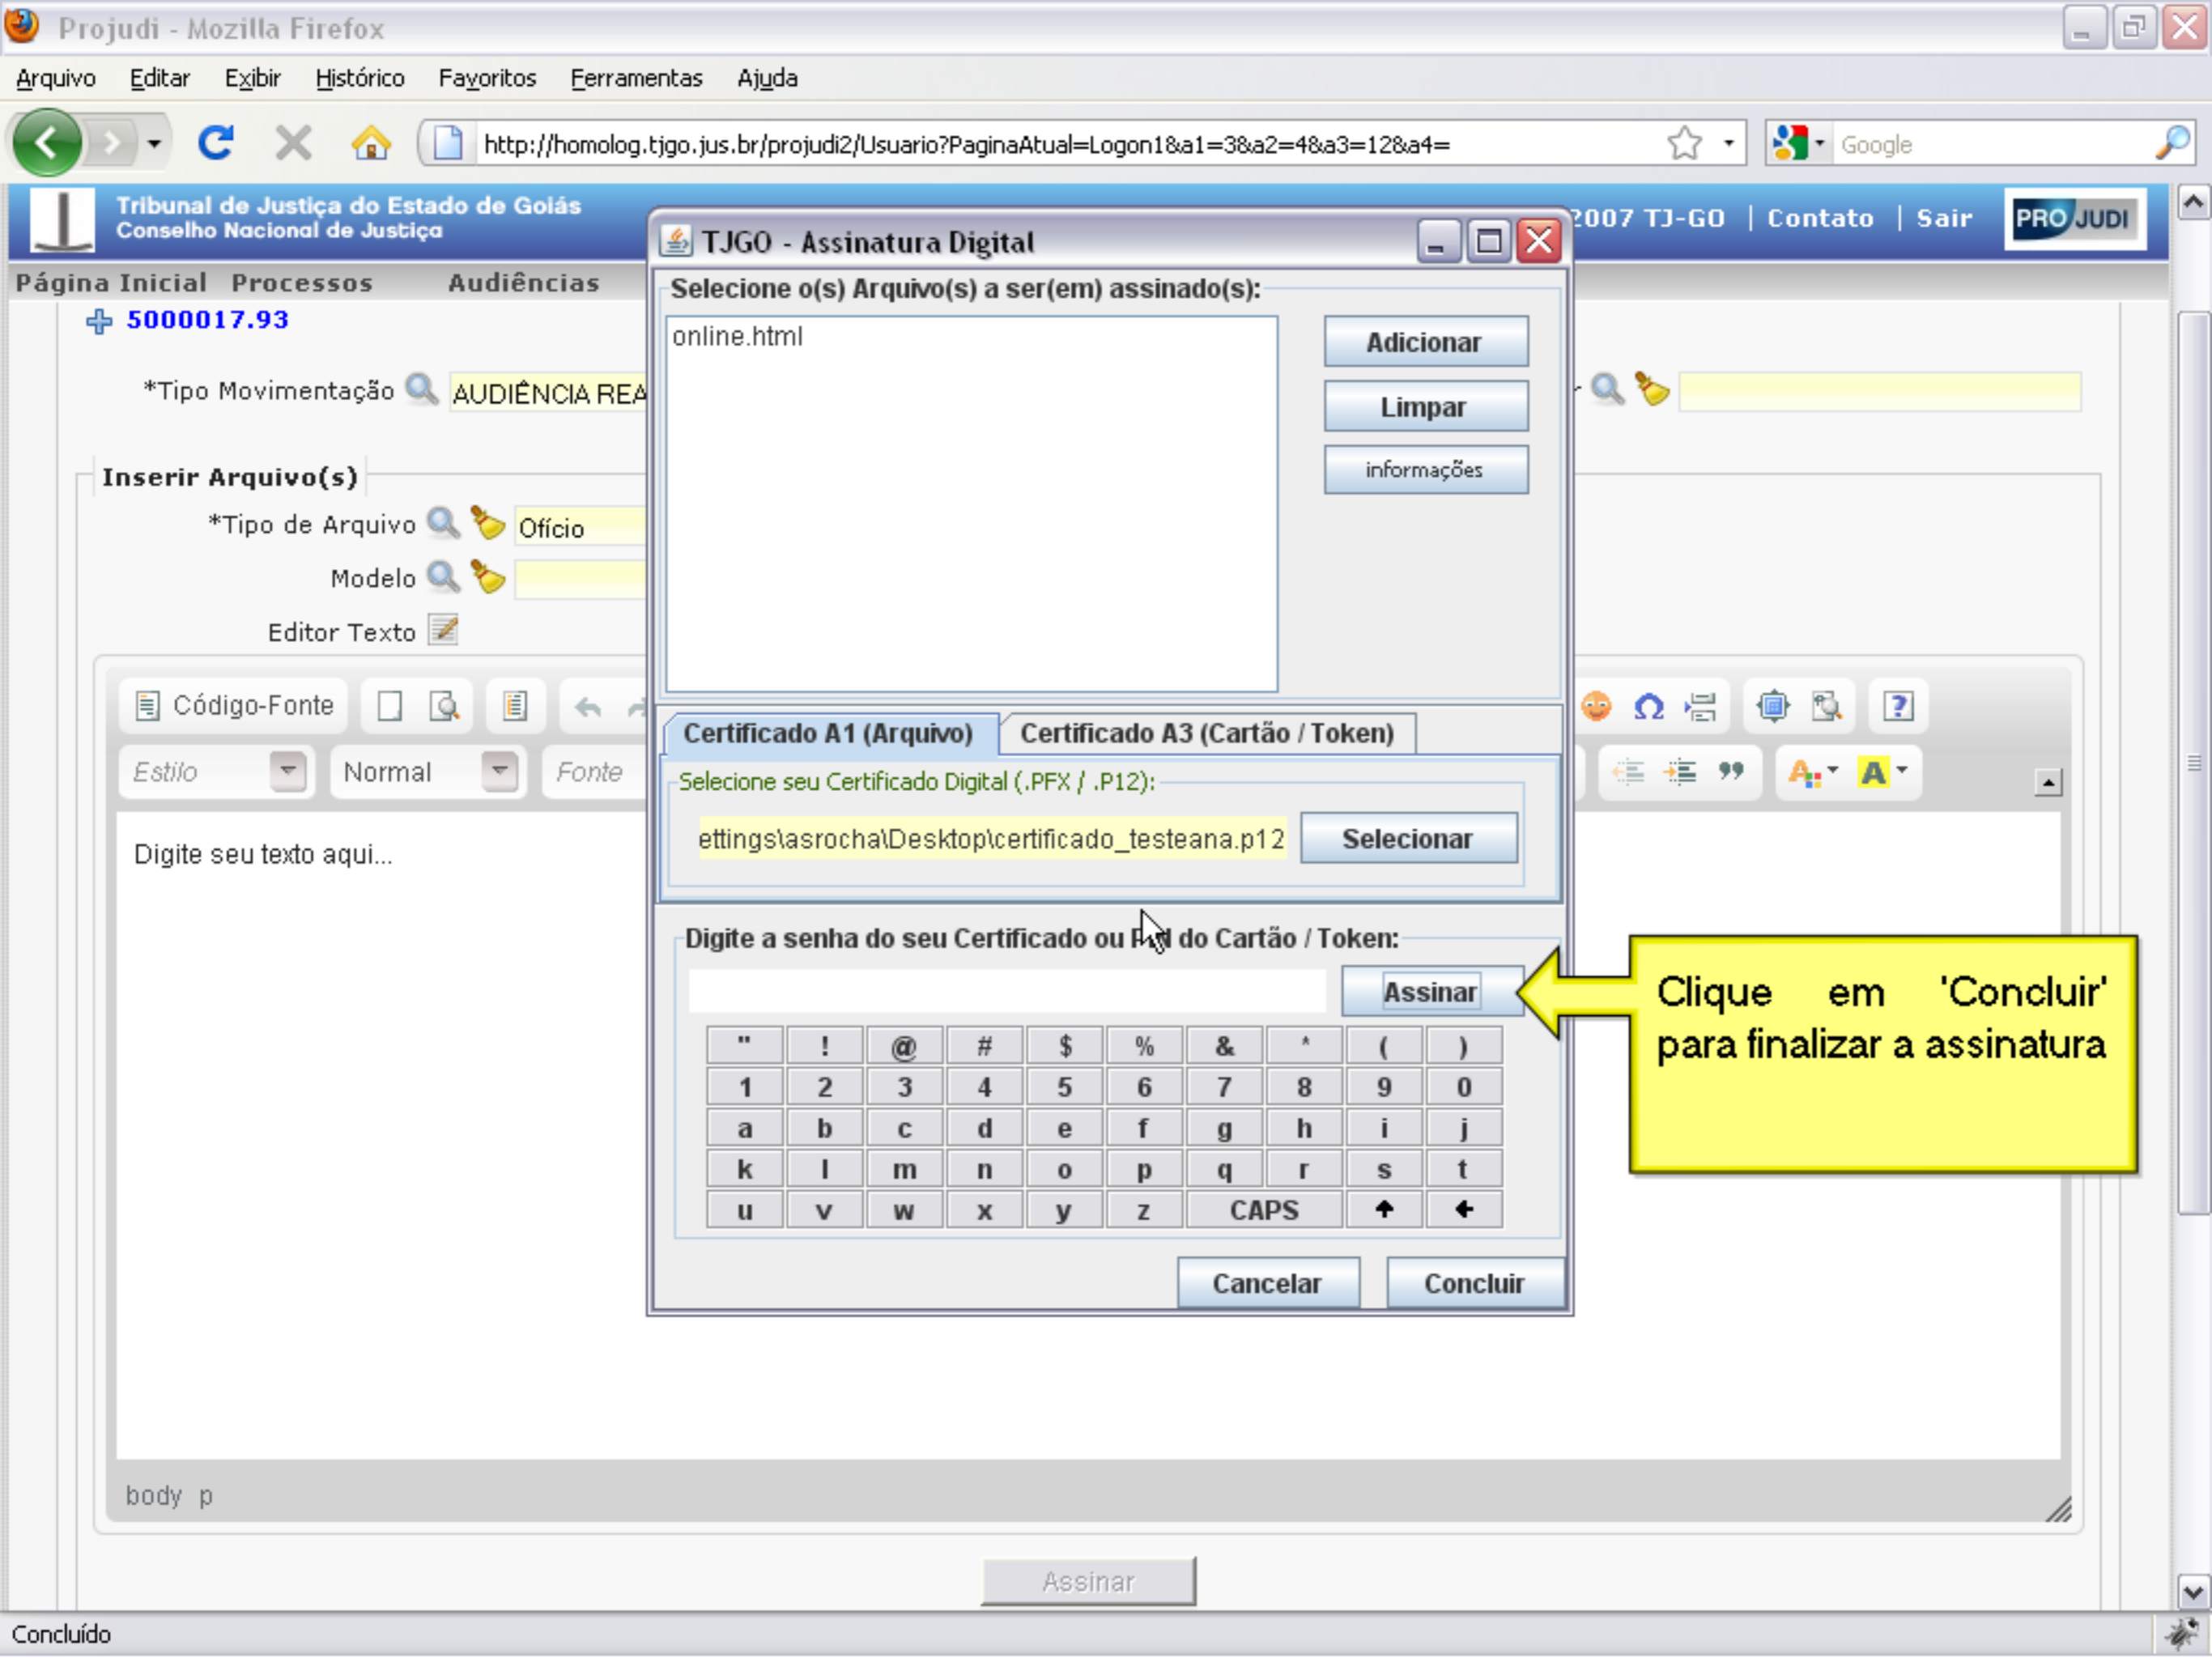 Projudi - Mozilla Firefox
Arquivo Editar Exibir Histórico Favoritos Ferramentas Ajuda
http://homolog.tjgo.jus.br/projudi2/Usuario?PaginaAtual=Logon1&a1=3&a2=4&a3=12&a4=
Google
Tribunal de Justiça do Estado de Goiás
Conselho Nacional de Justiça
2007 TJ-GO | Contato | Sair
PROJUDI
Página Inicial Processos Audiências
5000017.93
*Tipo Movimentação AUDIÊNCIA REA
Inserir Arquivo(s)
*Tipo de Arquivo Ofício
Modelo
Editor Texto
Código-Fonte
Estilo Normal Fonte
Digite seu texto aqui...
body p
Assinar
Concluído
TJGO - Assinatura Digital
Selecione o(s) Arquivo(s) a ser(em) assinado(s):
online.html
Adicionar
Limpar
informações
Certificado A1 (Arquivo) Certificado A3 (Cartão / Token)
Selecione seu Certificado Digital (.PFX / .P12):
ettings\asrocha\Desktop\certificado_testeana.p12 Selecionar
Digite a senha do seu Certificado ou PIN do Cartão / Token:
Assinar
" ! @ # $ % & * ( )
1 2 3 4 5 6 7 8 9 0
a b c d e f g h i j
k l m n o p q r s t
u v w x y z CAPS
Cancelar Concluir
Clique em 'Concluir'
para finalizar a assinatura